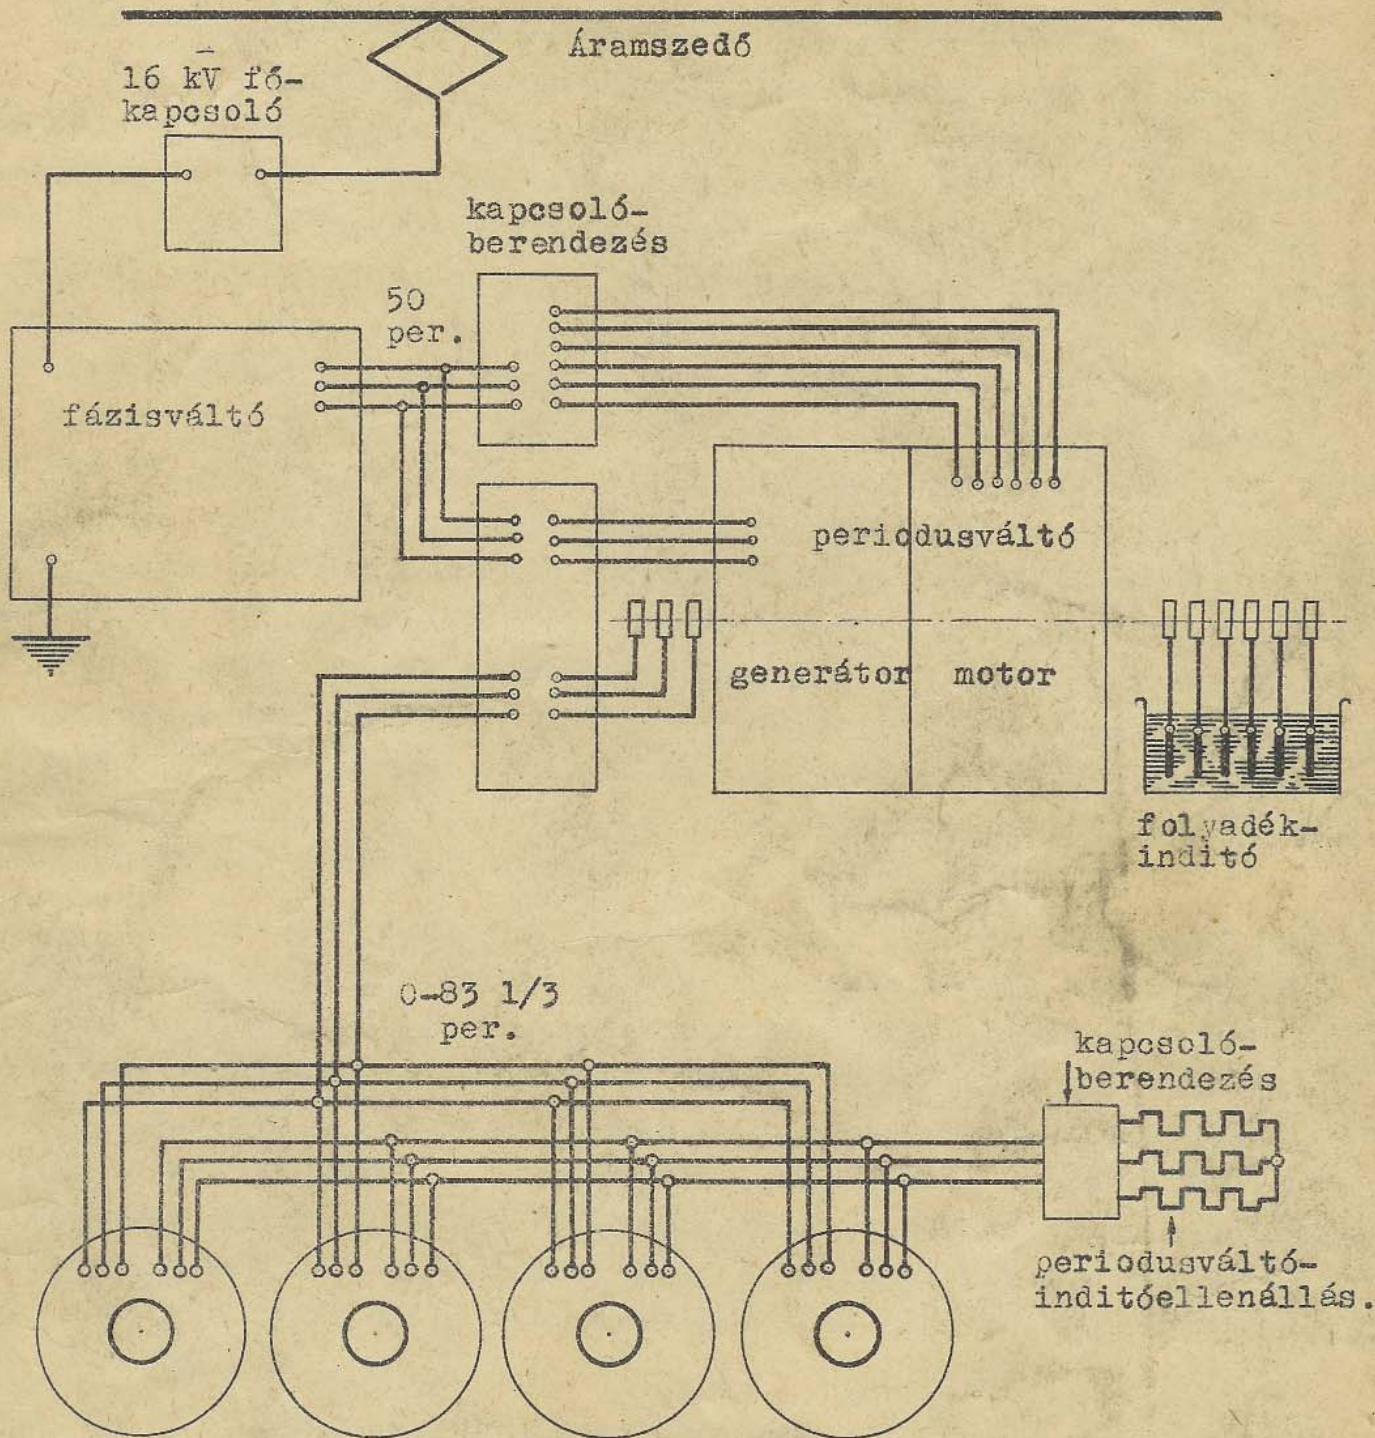 Áramszedő
16 kV fő-
kapcsoló
kapcsoló-
berendezés
50
per.
fázisváltó
periodusváltó
generátor
motor
folyadék-
inditó
0-83 1/3
per.
kapcsoló-
berendezés
periodusváltó-
inditóellenállás.